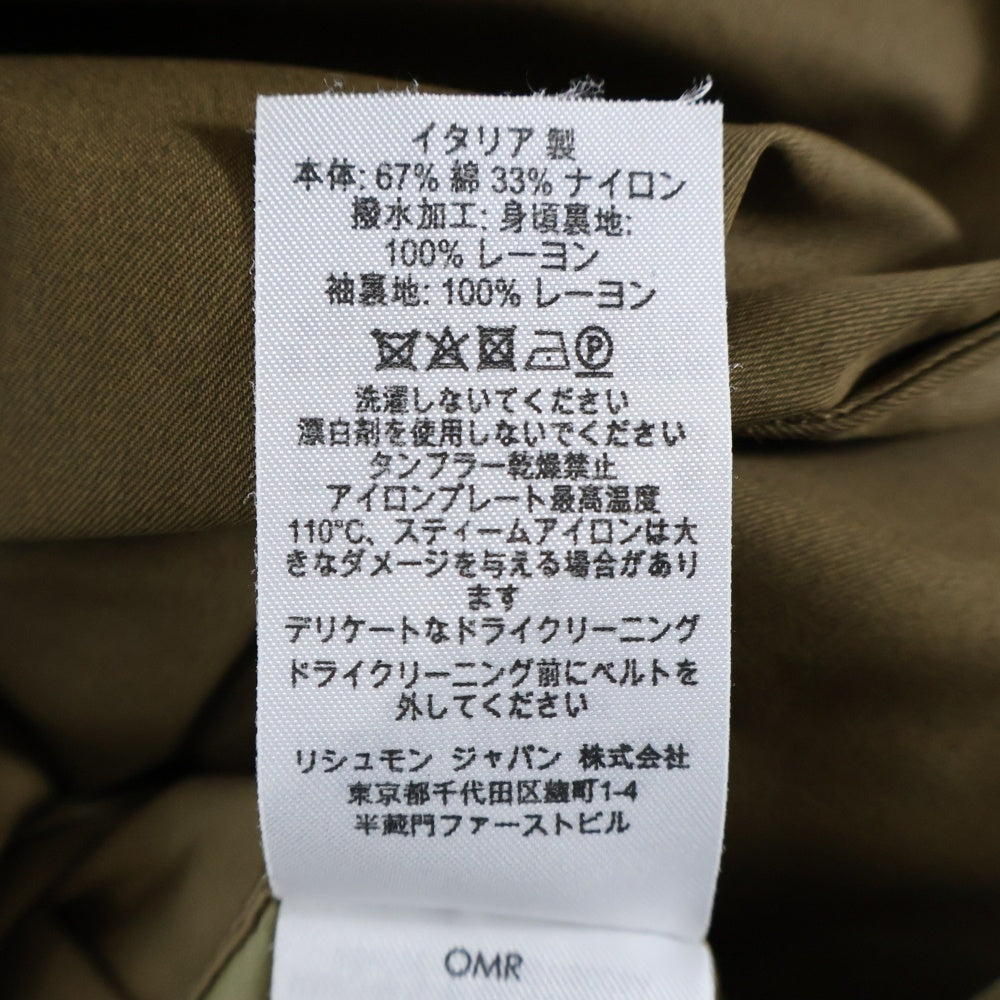 イタリア 製
本体: 67% 綿 33% ナイロン
撥水加工: 身頃裏地:
100% レーヨン
袖裏地: 100% レーヨン
P
洗濯しないてください
漂白剤を使用しないでください
タンブラー乾燥禁止
アイロンプレート最高温度
110°C、スティームアイロンは大
きなダメージを与える場合があり
ます
デリケートなドライクリーニング
ドライクリーニング前にベルトを
外してください
リシュモン ジャパン 株式会社
東京都千代田区麹町1-4
半蔵門ファーストビル
OMR